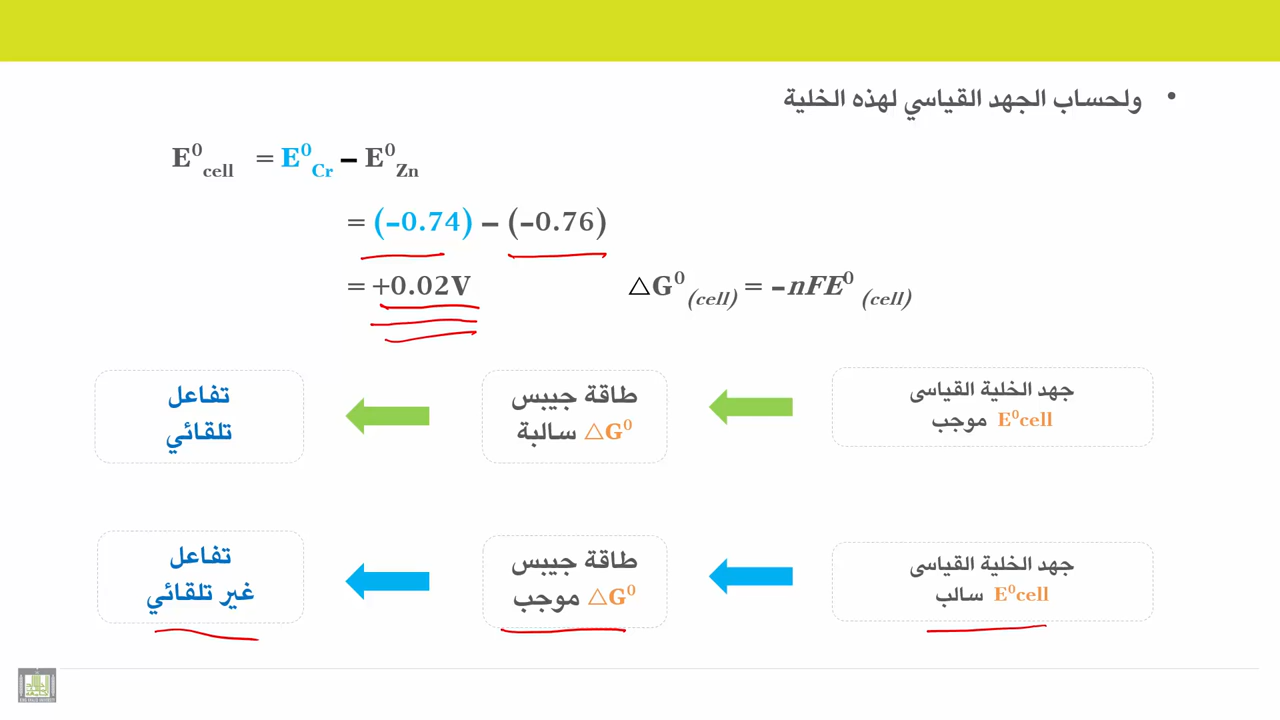 • ولحساب الجهد القياسي لهذه الخلية
E⁰cell = E⁰Cr – E⁰Zn
= (-0.74) – (-0.76)
= +0.02V
△G⁰(cell) = -nFE⁰(cell)
جهد الخلية القياسى
E⁰cell موجب
طاقة جيبس
△G⁰ سالبة
تفاعل
تلقائي
جهد الخلية القياسى
E⁰cell سالب
طاقة جيبس
△G⁰ موجب
تفاعل
غير تلقائي